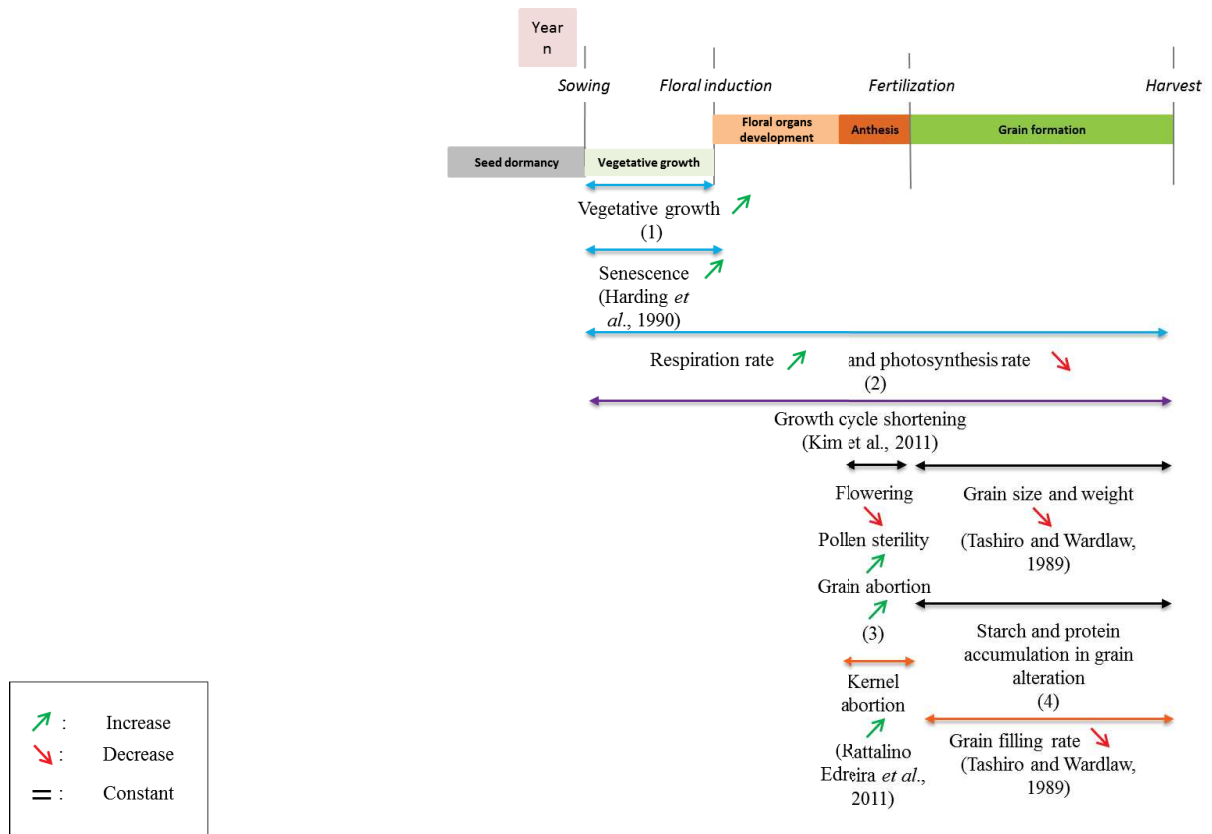 Year
n
Sowing
Floral induction
Fertilization
Harvest
Floral organs
development
Anthesis
Grain formation
Seed dormancy
Vegetative growth
Vegetative growth
(1)
Senescence
(Harding et
al., 1990)
Respiration rate
and photosynthesis rate
(2)
Growth cycle shortening
(Kim et al., 2011)
Flowering
Pollen sterility
Grain abortion
(3)
Kernel
abortion
(Rattalino
Edreira et al.,
2011)
Grain size and weight
(Tashiro and Wardlaw,
1989)
Starch and protein
accumulation in grain
alteration
(4)
Grain filling rate
(Tashiro and Wardlaw,
1989)
: Increase
: Decrease
= : Constant